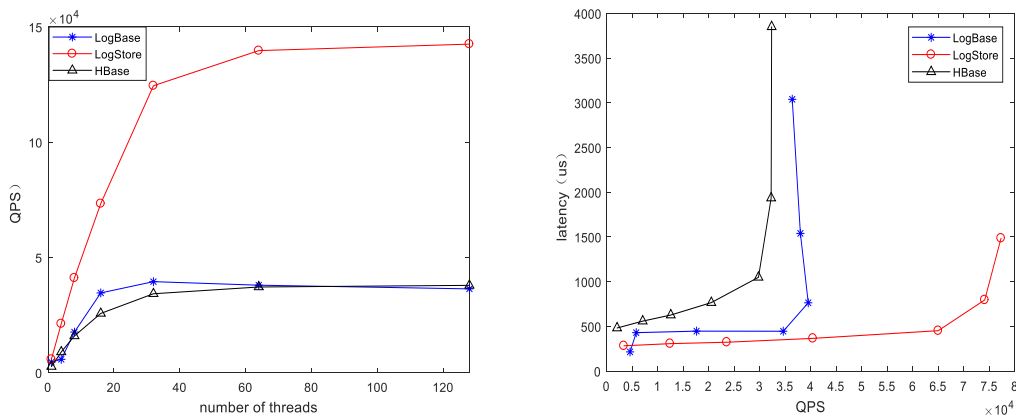 ×10^4
15
10
5
0
QPS）
LogBase
LogStore
HBase
0 20 40 60 80 100 120
number of threads
4000
3500
3000
2500
2000
1500
1000
500
0
latency（us）
LogBase
LogStore
HBase
0 0.5 1 1.5 2 2.5 3 3.5 4 4.5 5 5.5 6 6.5 7 7.5 8
QPS
×10^4